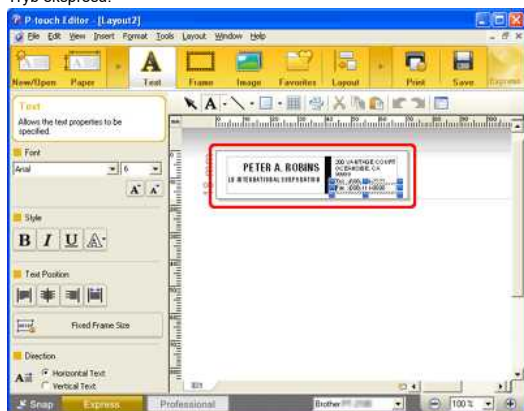 Tryb ekspresu:
P-touch Editor - [Layout2]
File Edit View Insert Format Tools Layout Window Help
New/Open Paper Text Frame Image Favorites Layout Print Save Express
Text
Allows the text properties to be
specified.
Font
Arial 6
Style
B I U A
Text Position
Fixed Frame Size
Direction
Horizontal Text
Vertical Text
PETER A. ROBINS
Snap Express Professional Brother 100 %